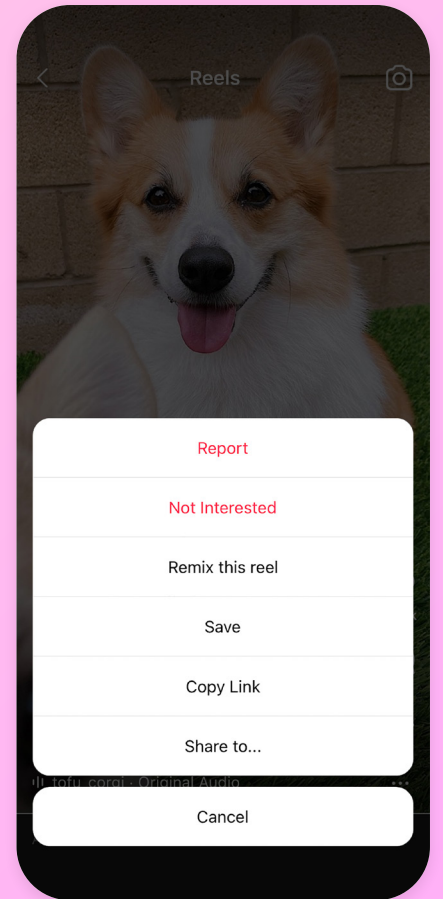 Reels
Report
Not Interested
Remix this reel
Save
Copy Link
Share to...
tofu_corgi · Original Audio
Cancel